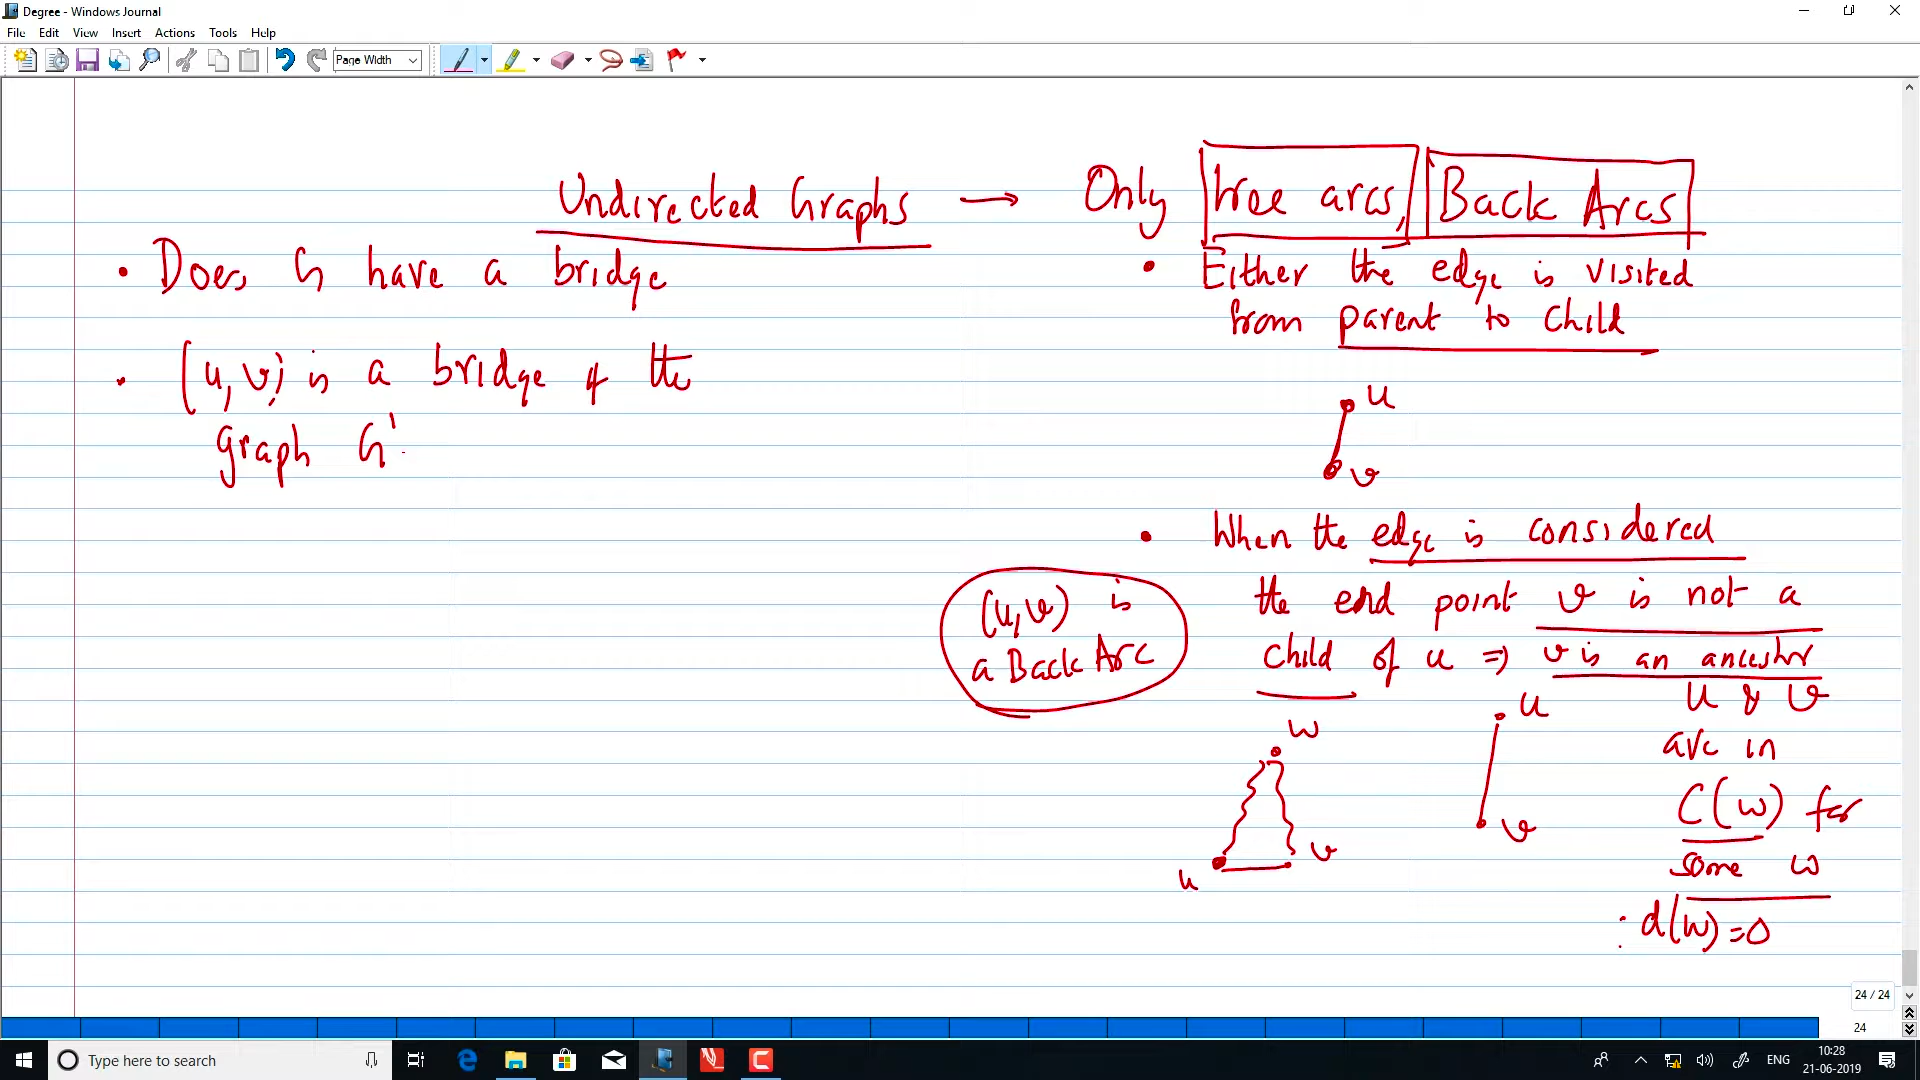 Degree - Windows Journal
File Edit View Insert Actions Tools Help
Page Width
Undirected Graphs → Only tree arcs, Back Arcs
• Does G have a bridge
• (u, v) is a bridge of the
graph G'
• Either the edge is visited
from parent to child
u
v
• When the edge is considered
the end point v is not a
child of u ⇒ v is an ancestor
(u, v) is
a Back Arc
w
u
v
u
v
u & v
are in
C(w) for
some w
: d(w) = 0
24 / 24
24
Type here to search
ENG
10:28
21-06-2019